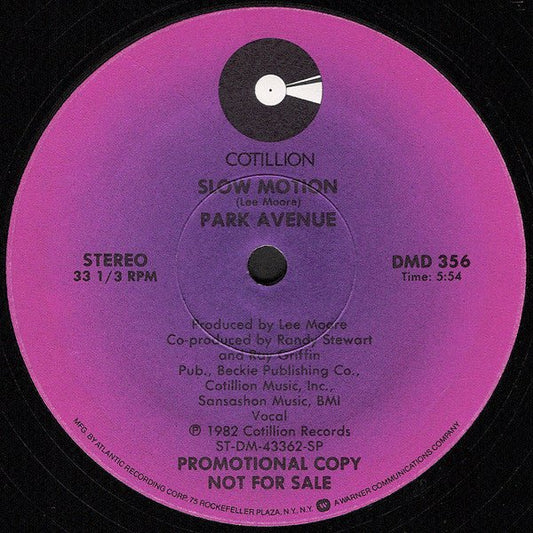 COTILLION
SLOW MOTION
(Lee Moore)
PARK AVENUE
STEREO
33 1/3 RPM
DMD 356
Time: 5:54
Produced by Lee Moore
Co-produced by Randy Stewart
and Ray Griffin
Pub., Beckie Publishing Co.,
Cotillion Music, Inc.,
Sansashon Music, BMI
Vocal
℗ 1982 Cotillion Records
ST-DM-43362-SP
PROMOTIONAL COPY
NOT FOR SALE
MFG. BY ATLANTIC RECORDING CORP. 75 ROCKEFELLER PLAZA, N.Y., N.Y. A WARNER COMMUNICATIONS COMPANY